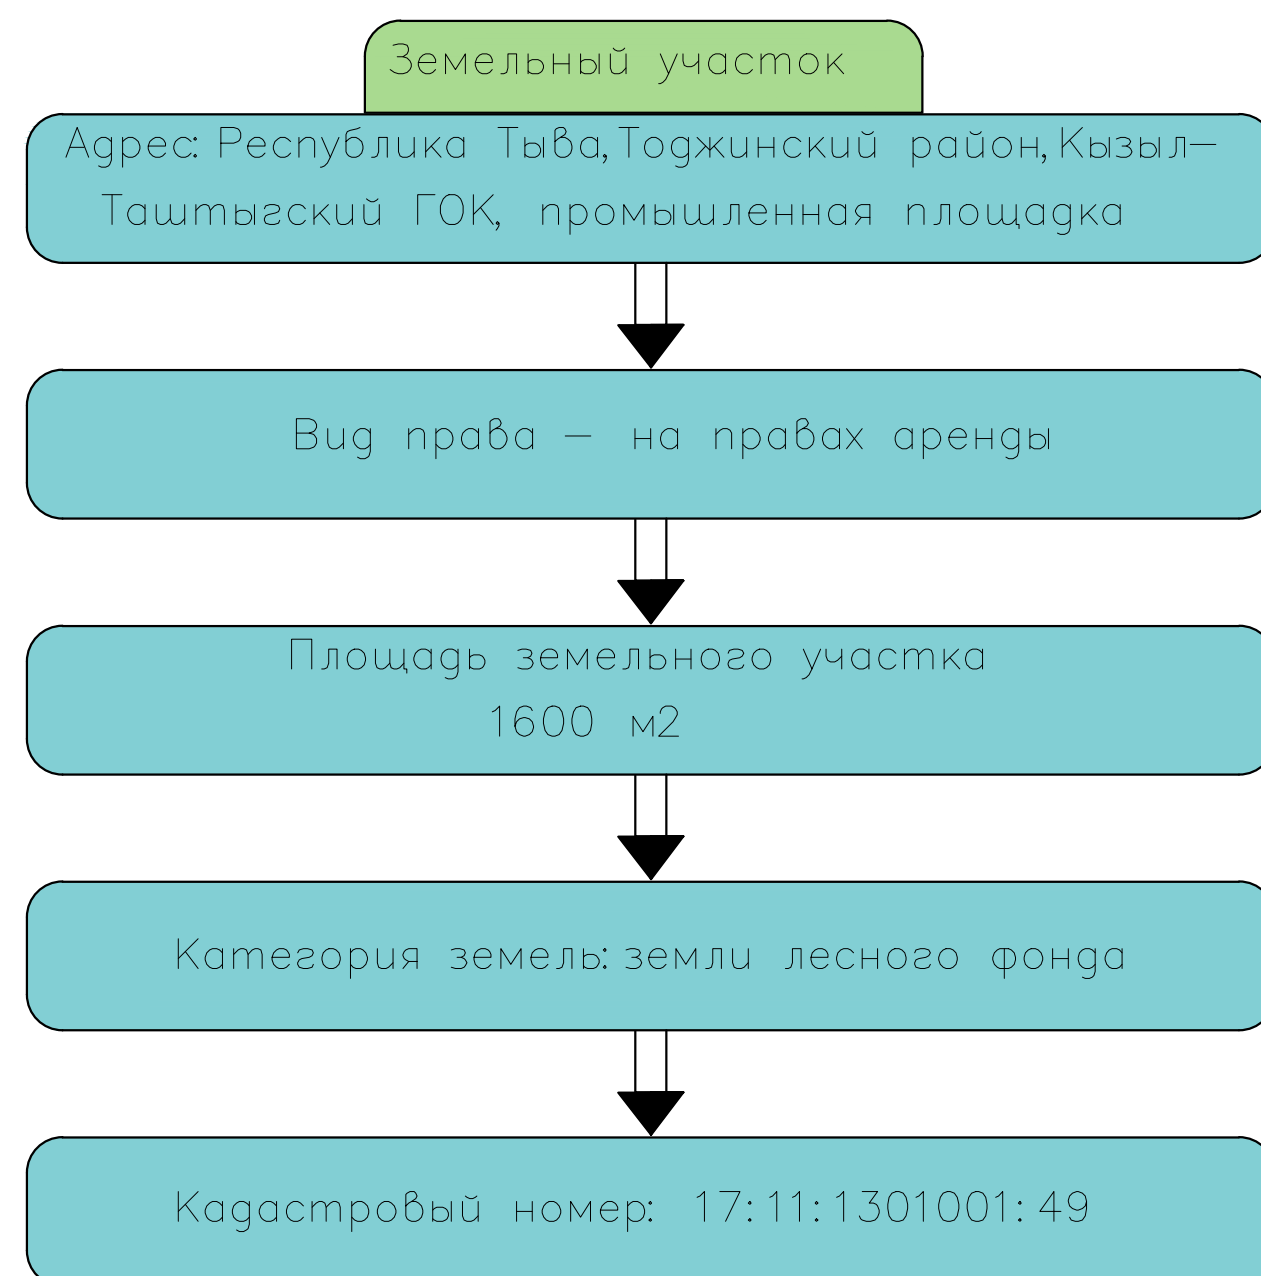 Земельный участок
Адрес: Республика Тыва, Тоджинский район, Кызыл-
Таштыгский ГОК, промышленная площадка
Вид права – на правах аренды
Площадь земельного участка
1600 м2
Категория земель: земли лесного фонда
Кадастровый номер: 17:11:1301001:49